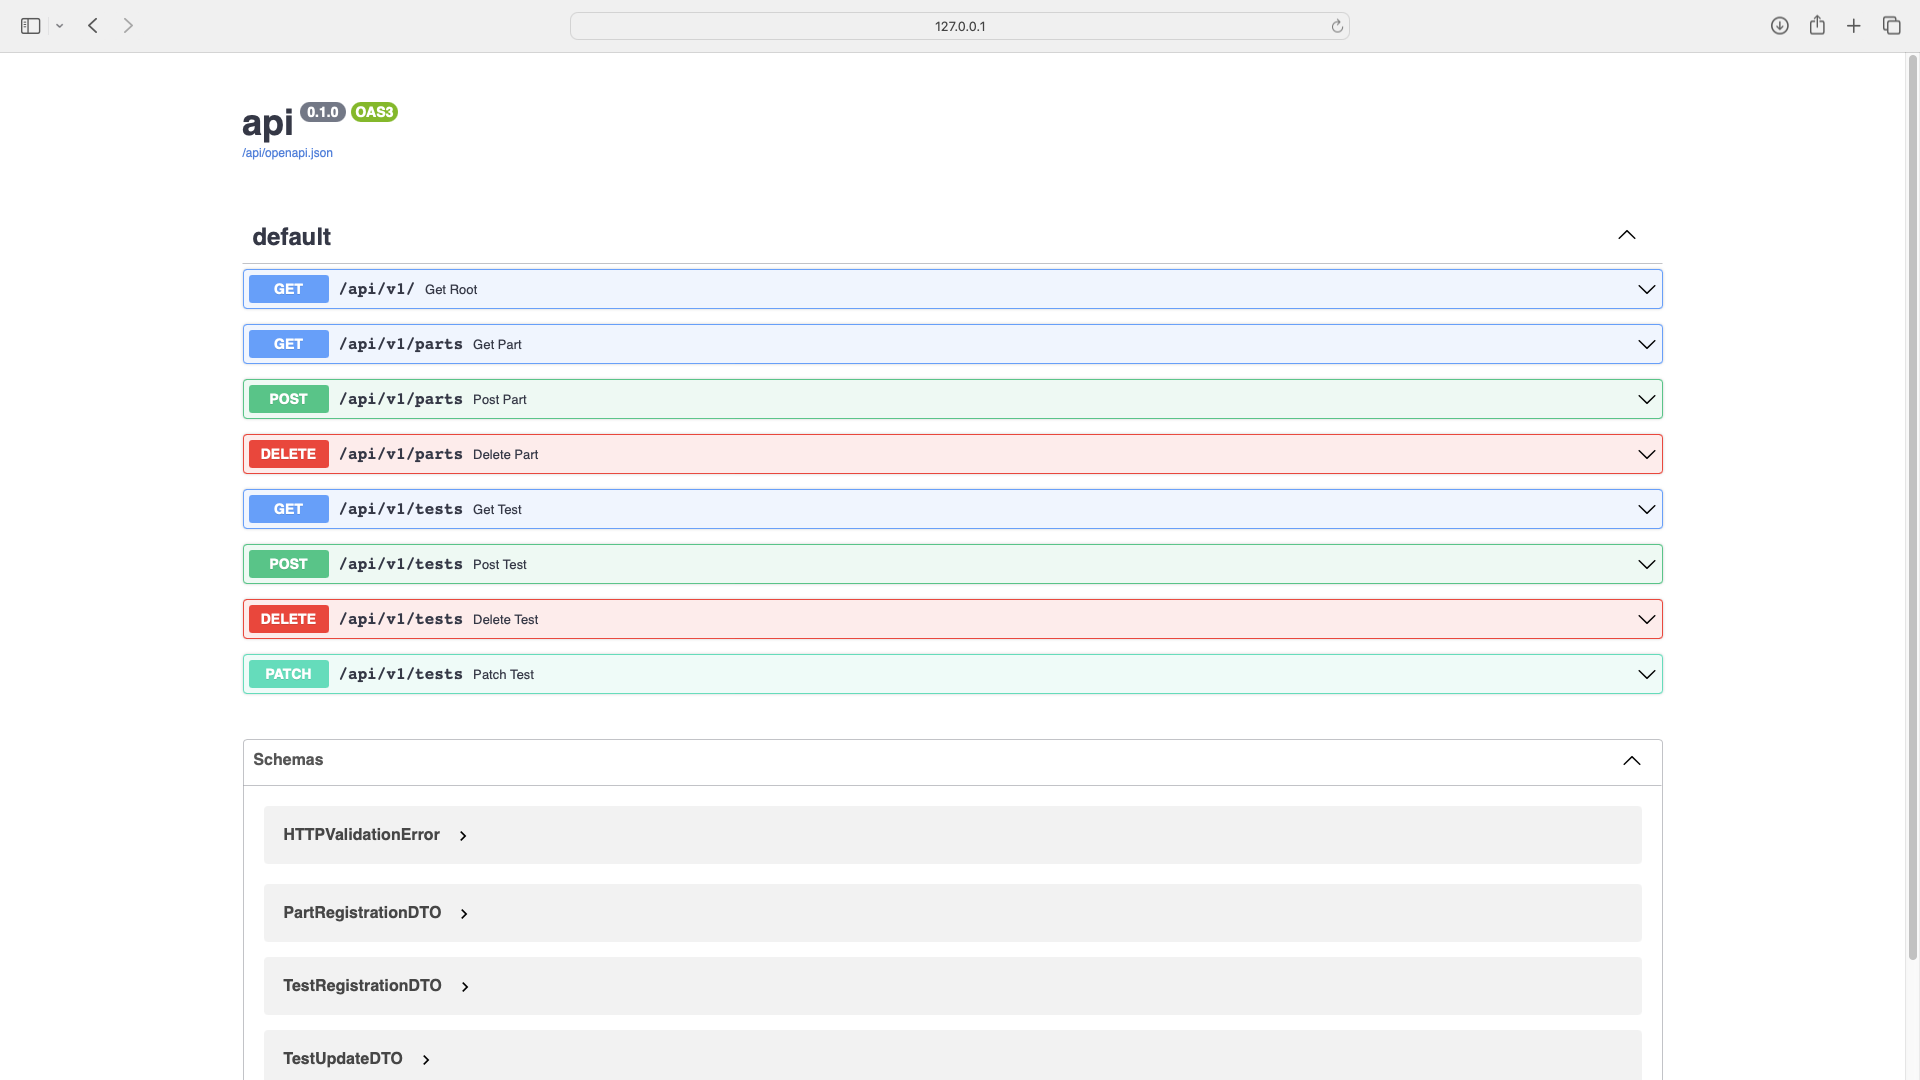 127.0.0.1
api 0.1.0 OAS3
/api/openapi.json
default
GET /api/v1/ Get Root
GET /api/v1/parts Get Part
POST /api/v1/parts Post Part
DELETE /api/v1/parts Delete Part
GET /api/v1/tests Get Test
POST /api/v1/tests Post Test
DELETE /api/v1/tests Delete Test
PATCH /api/v1/tests Patch Test
Schemas
HTTPValidationError
PartRegistrationDTO
TestRegistrationDTO
TestUpdateDTO